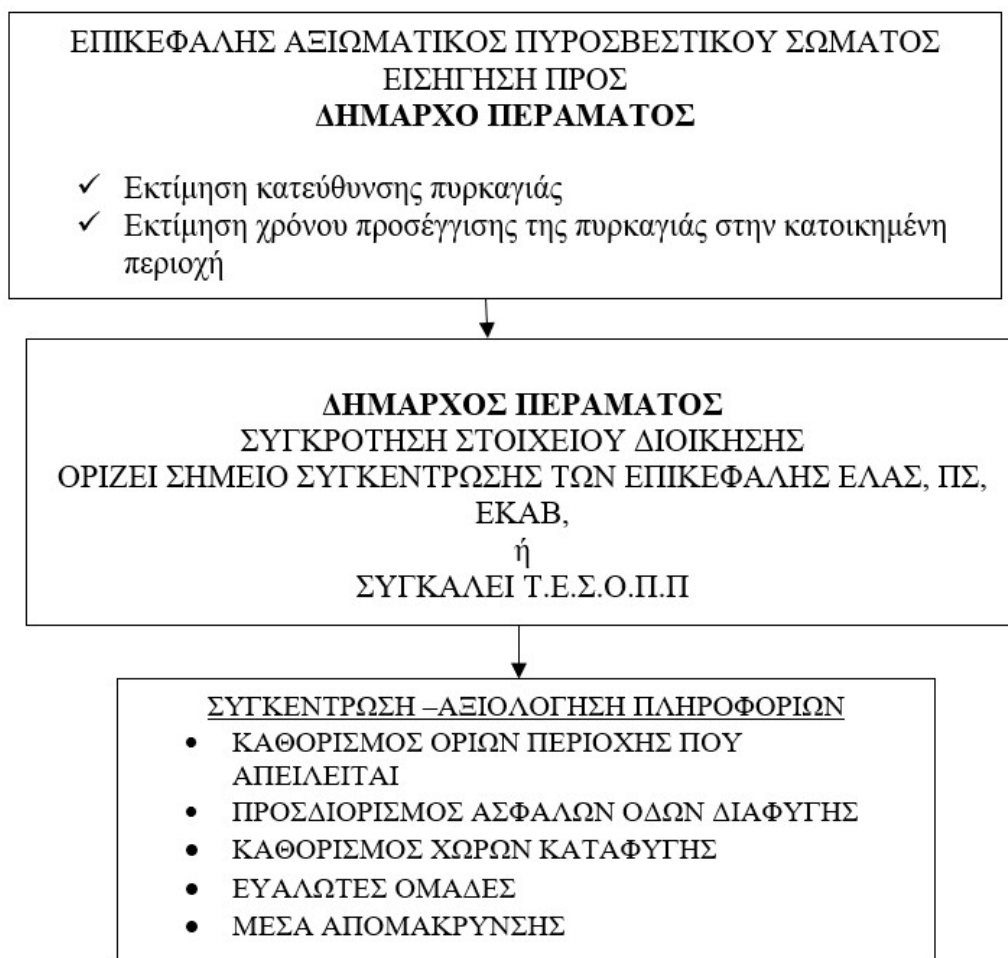 ΕΠΙΚΕΦΑΛΗΣ ΑΞΙΩΜΑΤΙΚΟΣ ΠΥΡΟΣΒΕΣΤΙΚΟΥ ΣΩΜΑΤΟΣ
ΕΙΣΗΓΗΣΗ ΠΡΟΣ
ΔΗΜΑΡΧΟ ΠΕΡΑΜΑΤΟΣ
✓ Εκτίμηση κατεύθυνσης πυρκαγιάς
✓ Εκτίμηση χρόνου προσέγγισης της πυρκαγιάς στην κατοικημένη
περιοχή
ΔΗΜΑΡΧΟΣ ΠΕΡΑΜΑΤΟΣ
ΣΥΓΚΡΟΤΗΣΗ ΣΤΟΙΧΕΙΟΥ ΔΙΟΙΚΗΣΗΣ
ΟΡΙΖΕΙ ΣΗΜΕΙΟ ΣΥΓΚΕΝΤΡΩΣΗΣ ΤΩΝ ΕΠΙΚΕΦΑΛΗΣ ΕΛΑΣ, ΠΣ,
ΕΚΑΒ,
ή
ΣΥΓΚΑΛΕΙ Τ.Ε.Σ.Ο.Π.Π
ΣΥΓΚΕΝΤΡΩΣΗ –ΑΞΙΟΛΟΓΗΣΗ ΠΛΗΡΟΦΟΡΙΩΝ
• ΚΑΘΟΡΙΣΜΟΣ ΟΡΙΩΝ ΠΕΡΙΟΧΗΣ ΠΟΥ
ΑΠΕΙΛΕΙΤΑΙ
• ΠΡΟΣΔΙΟΡΙΣΜΟΣ ΑΣΦΑΛΩΝ ΟΔΩΝ ΔΙΑΦΥΓΗΣ
• ΚΑΘΟΡΙΣΜΟΣ ΧΩΡΩΝ ΚΑΤΑΦΥΓΗΣ
• ΕΥΑΛΩΤΕΣ ΟΜΑΔΕΣ
• ΜΕΣΑ ΑΠΟΜΑΚΡΥΝΣΗΣ